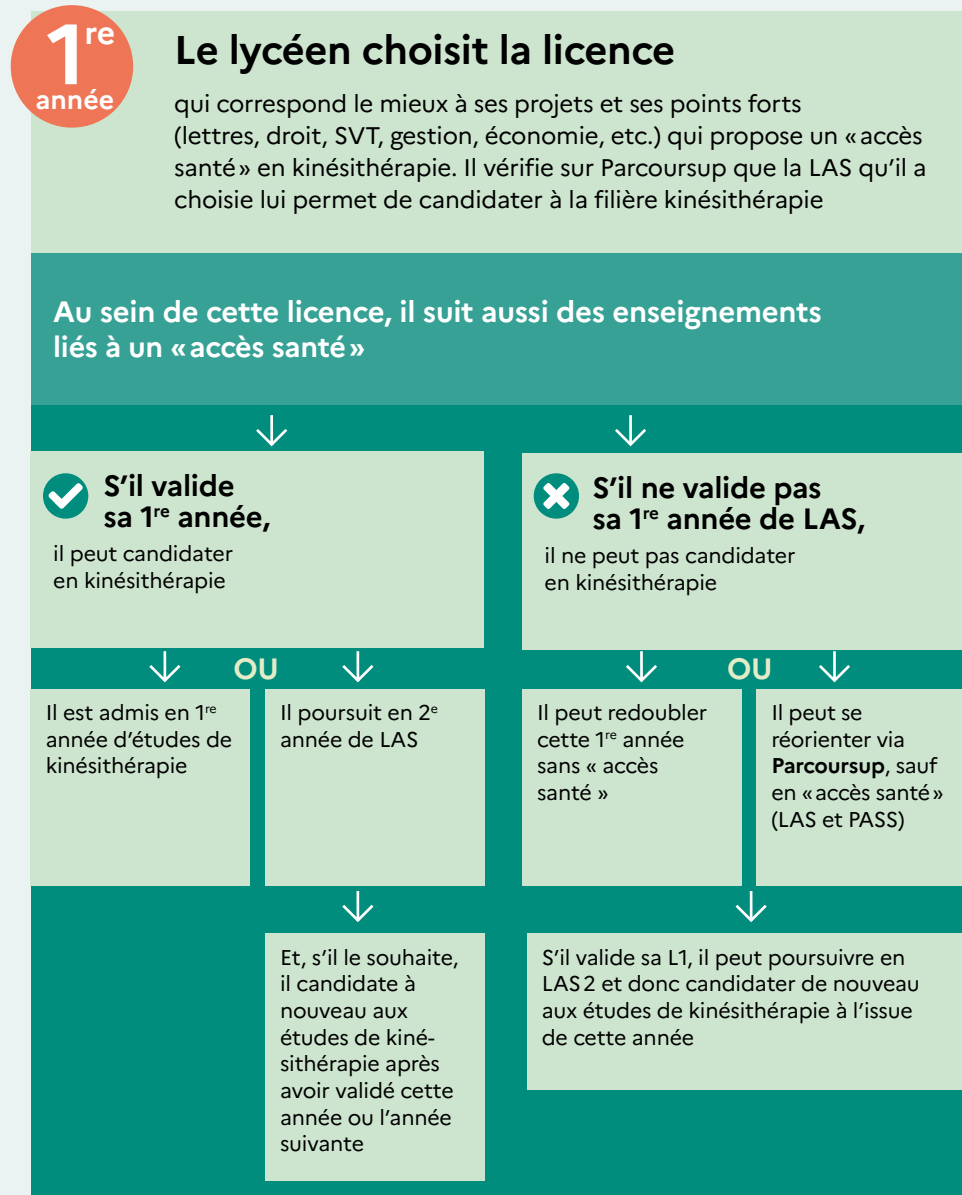 1re
année
Le lycéen choisit la licence
qui correspond le mieux à ses projets et ses points forts
(lettres, droit, SVT, gestion, économie, etc.) qui propose un « accès
santé » en kinésithérapie. Il vérifie sur Parcoursup que la LAS qu’il a
choisie lui permet de candidater à la filière kinésithérapie
Au sein de cette licence, il suit aussi des enseignements
liés à un « accès santé »
S’il valide
sa 1re année,
il peut candidater
en kinésithérapie
S’il ne valide pas
sa 1re année de LAS,
il ne peut pas candidater
en kinésithérapie
OU
Il est admis en 1re
année d’études de
kinésithérapie
Il poursuit en 2e
année de LAS
OU
Il peut redoubler
cette 1re année
sans « accès
santé »
Il peut se
réorienter via
Parcoursup, sauf
en « accès santé »
(LAS et PASS)
Et, s’il le souhaite,
il candidate à
nouveau aux
études de kiné-
sithérapie après
avoir validé cette
année ou l’année
suivante
S’il valide sa L1, il peut poursuivre en
LAS 2 et donc candidater de nouveau
aux études de kinésithérapie à l’issue
de cette année